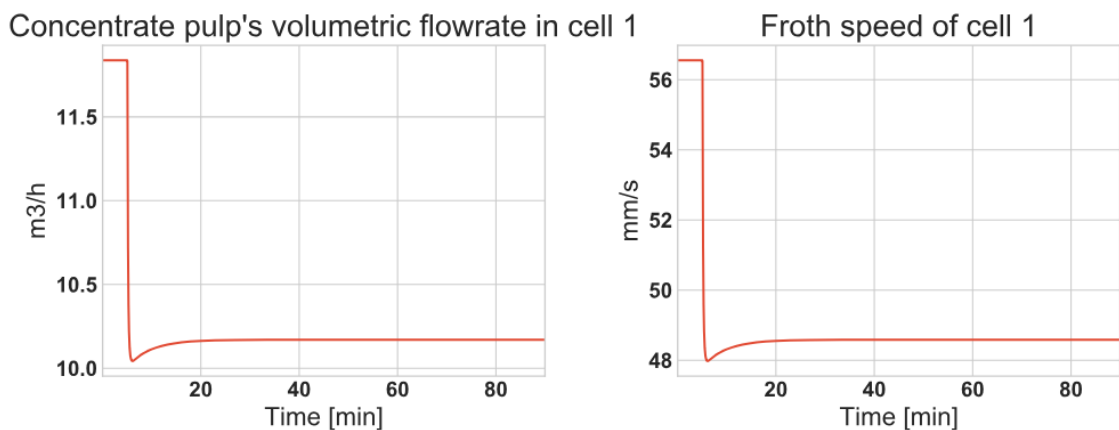 Concentrate pulp's volumetric flowrate in cell 1
11.5
11.0
10.5
10.0
m3/h
20 40 60 80
Time [min]
Froth speed of cell 1
56
54
52
50
48
mm/s
20 40 60 80
Time [min]